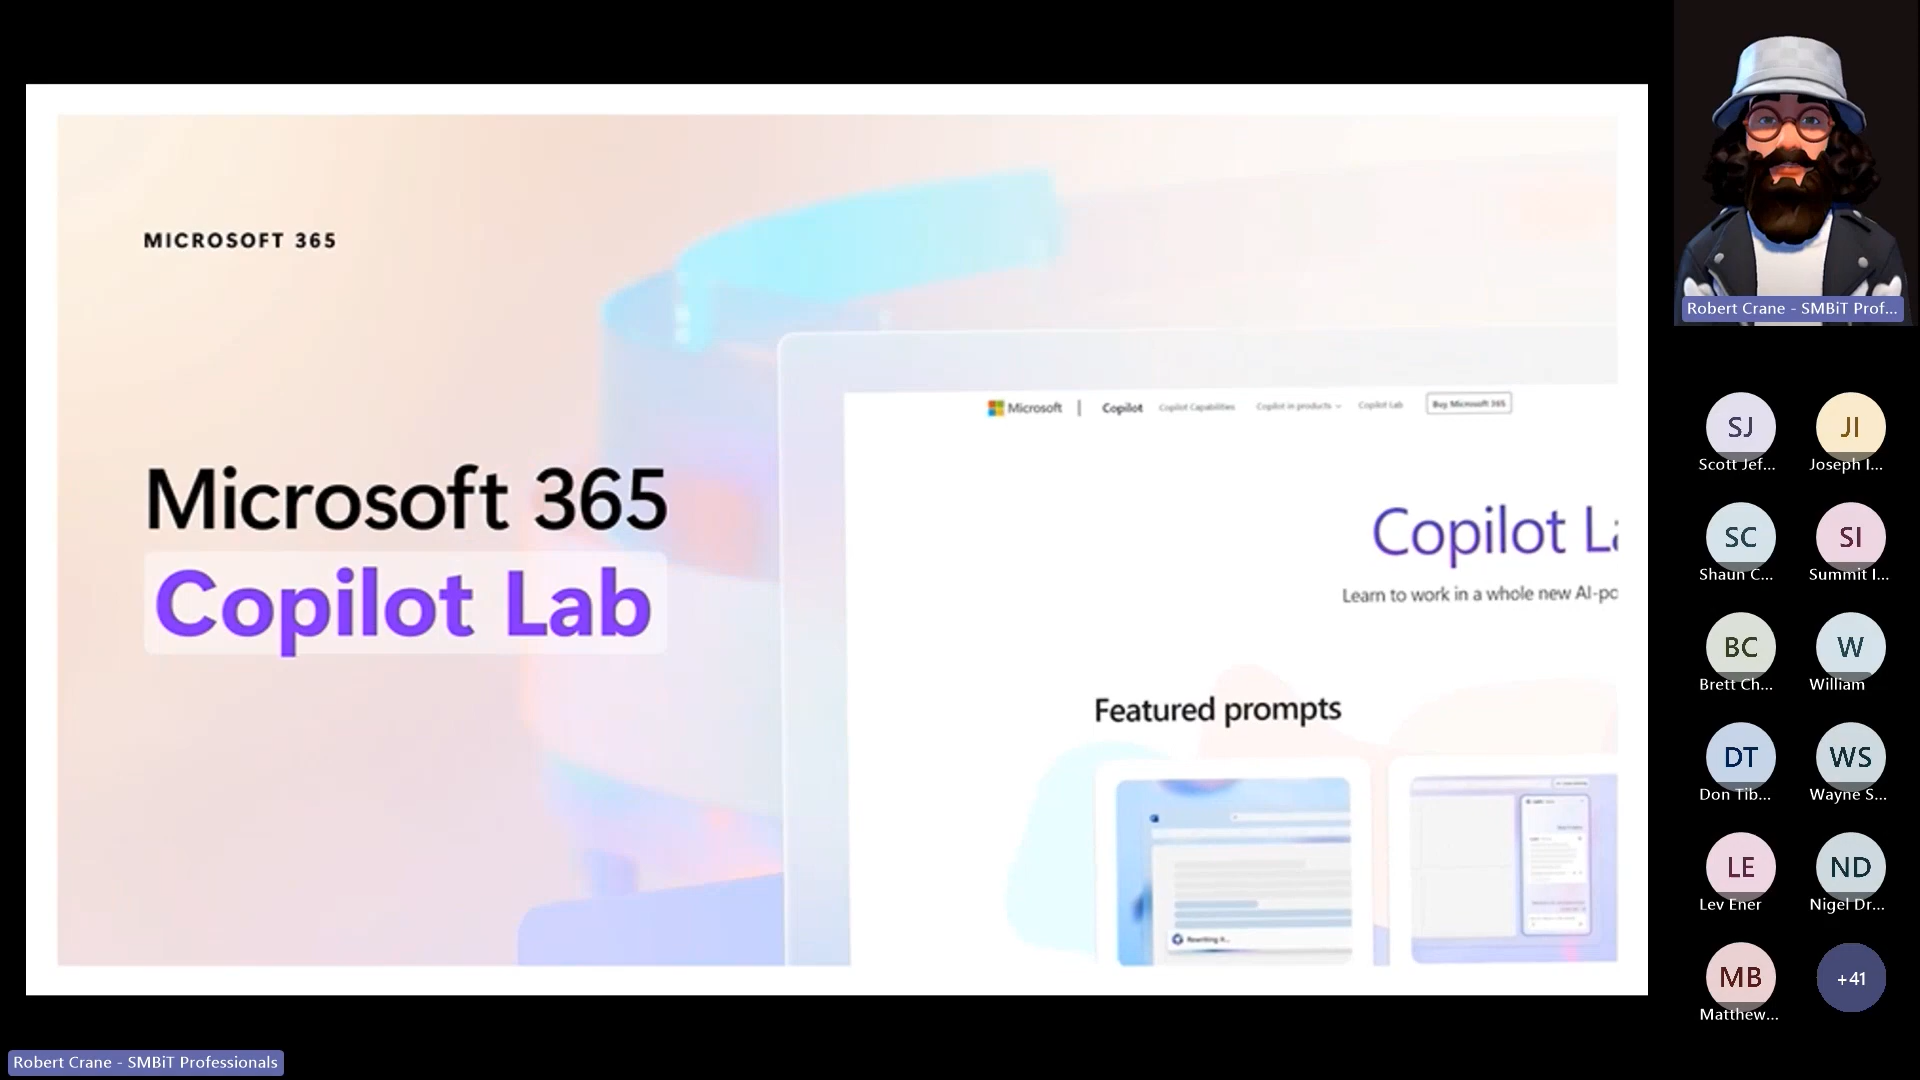 MICROSOFT 365
Microsoft 365
Copilot Lab
Microsoft | Copilot Copilot Capabilities Copilot in products Copilot Lab Buy Microsoft 365
Copilot La
Learn to work in a whole new AI-po
Featured prompts
Rewriting it...
Robert Crane - SMBiT Prof...
SJ
Scott Jef...
JI
Joseph I...
SC
Shaun C...
SI
Summit I...
BC
Brett Ch...
W
William
DT
Don Tib...
WS
Wayne S...
LE
Lev Ener
ND
Nigel Dr...
MB
Matthew...
+41
Robert Crane - SMBiT Professionals